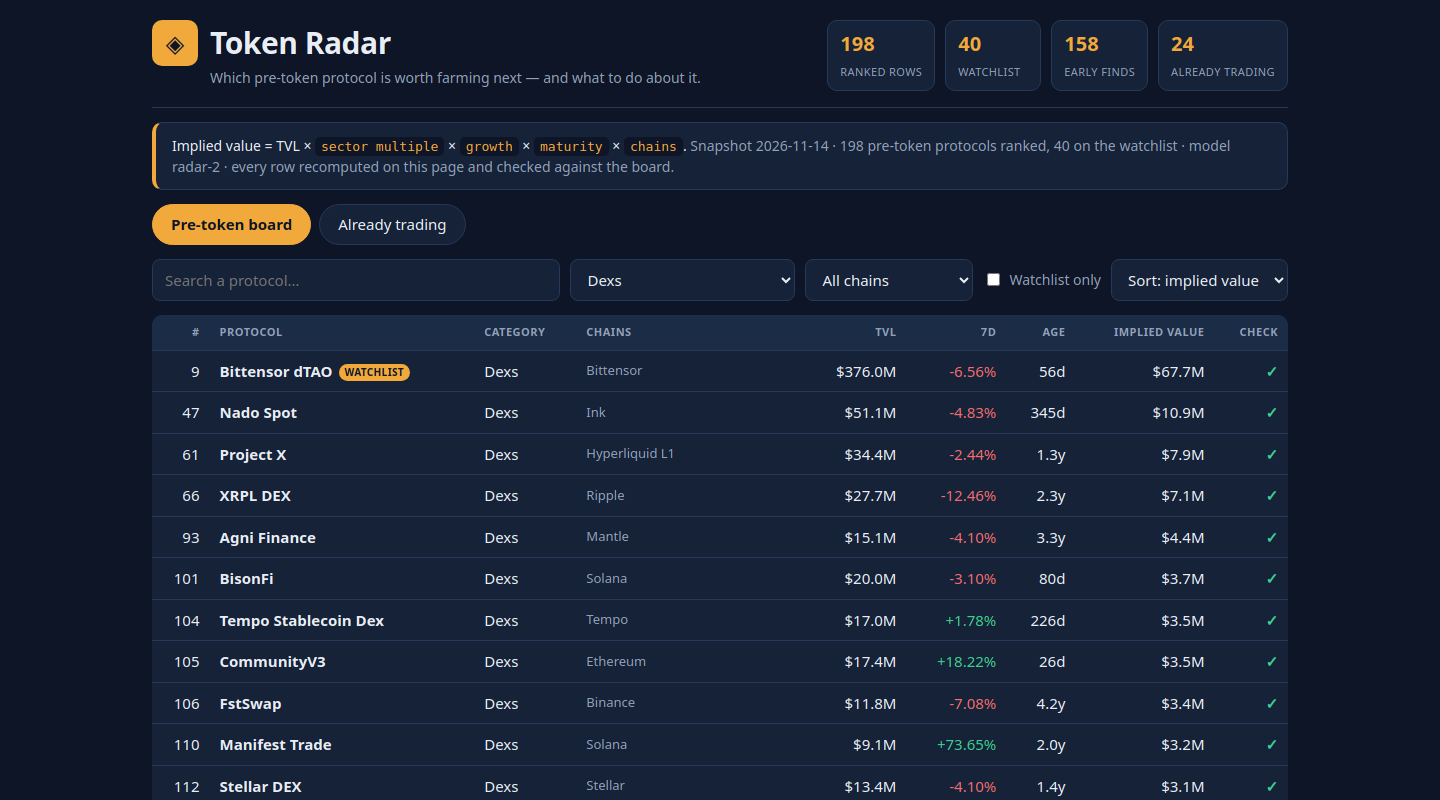 ◈ Token Radar
Which pre-token protocol is worth farming next — and what to do about it.
198 RANKED ROWS
40 WATCHLIST
158 EARLY FINDS
24 ALREADY TRADING
Implied value = TVL × sector multiple × growth × maturity × chains. Snapshot 2026-11-14 · 198 pre-token protocols ranked, 40 on the watchlist · model
radar-2 · every row recomputed on this page and checked against the board.
Pre-token board Already trading
Search a protocol… Dexs All chains Watchlist only Sort: implied value
# PROTOCOL CATEGORY CHAINS TVL 7D AGE IMPLIED VALUE CHECK
9 Bittensor dTAO WATCHLIST Dexs Bittensor $376.0M -6.56% 56d $67.7M ✓
47 Nado Spot Dexs Ink $51.1M -4.83% 345d $10.9M ✓
61 Project X Dexs Hyperliquid L1 $34.4M -2.44% 1.3y $7.9M ✓
66 XRPL DEX Dexs Ripple $27.7M -12.46% 2.3y $7.1M ✓
93 Agni Finance Dexs Mantle $15.1M -4.10% 3.3y $4.4M ✓
101 BisonFi Dexs Solana $20.0M -3.10% 80d $3.7M ✓
104 Tempo Stablecoin Dex Dexs Tempo $17.0M +1.78% 226d $3.5M ✓
105 CommunityV3 Dexs Ethereum $17.4M +18.22% 26d $3.5M ✓
106 FstSwap Dexs Binance $11.8M -7.08% 4.2y $3.4M ✓
110 Manifest Trade Dexs Solana $9.1M +73.65% 2.0y $3.2M ✓
112 Stellar DEX Dexs Stellar $13.4M -4.10% 1.4y $3.1M ✓